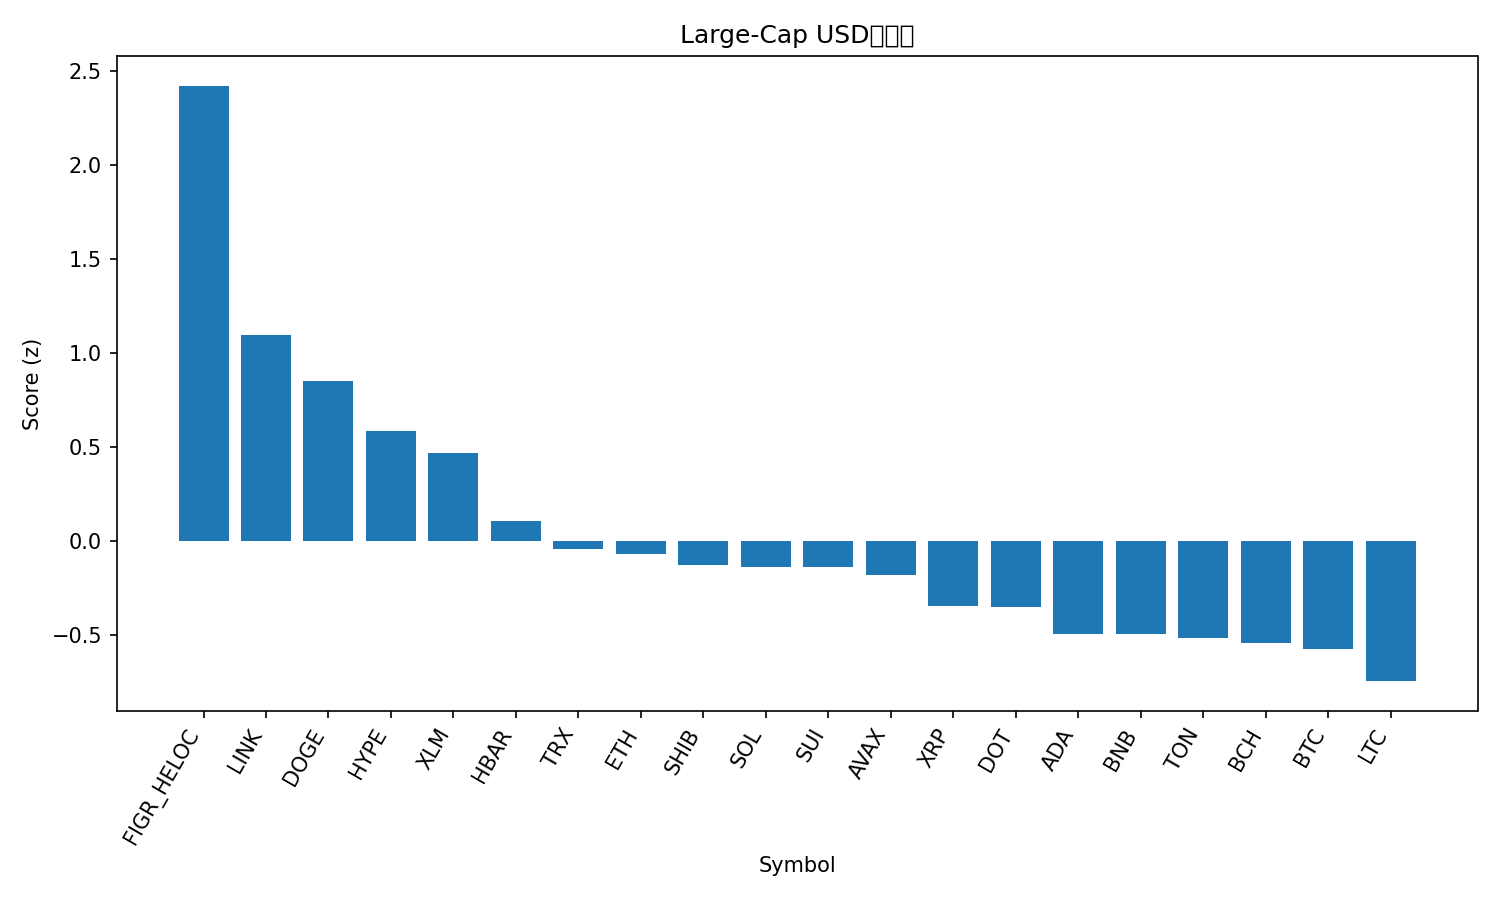 Large-Cap USD
2.5
2.0
1.5
1.0
0.5
0.0
−0.5
Score (z)
FIGR_HELOC
LINK
DOGE
HYPE
XLM
HBAR
TRX
ETH
SHIB
SOL
SUI
AVAX
XRP
DOT
ADA
BNB
TON
BCH
BTC
LTC
Symbol